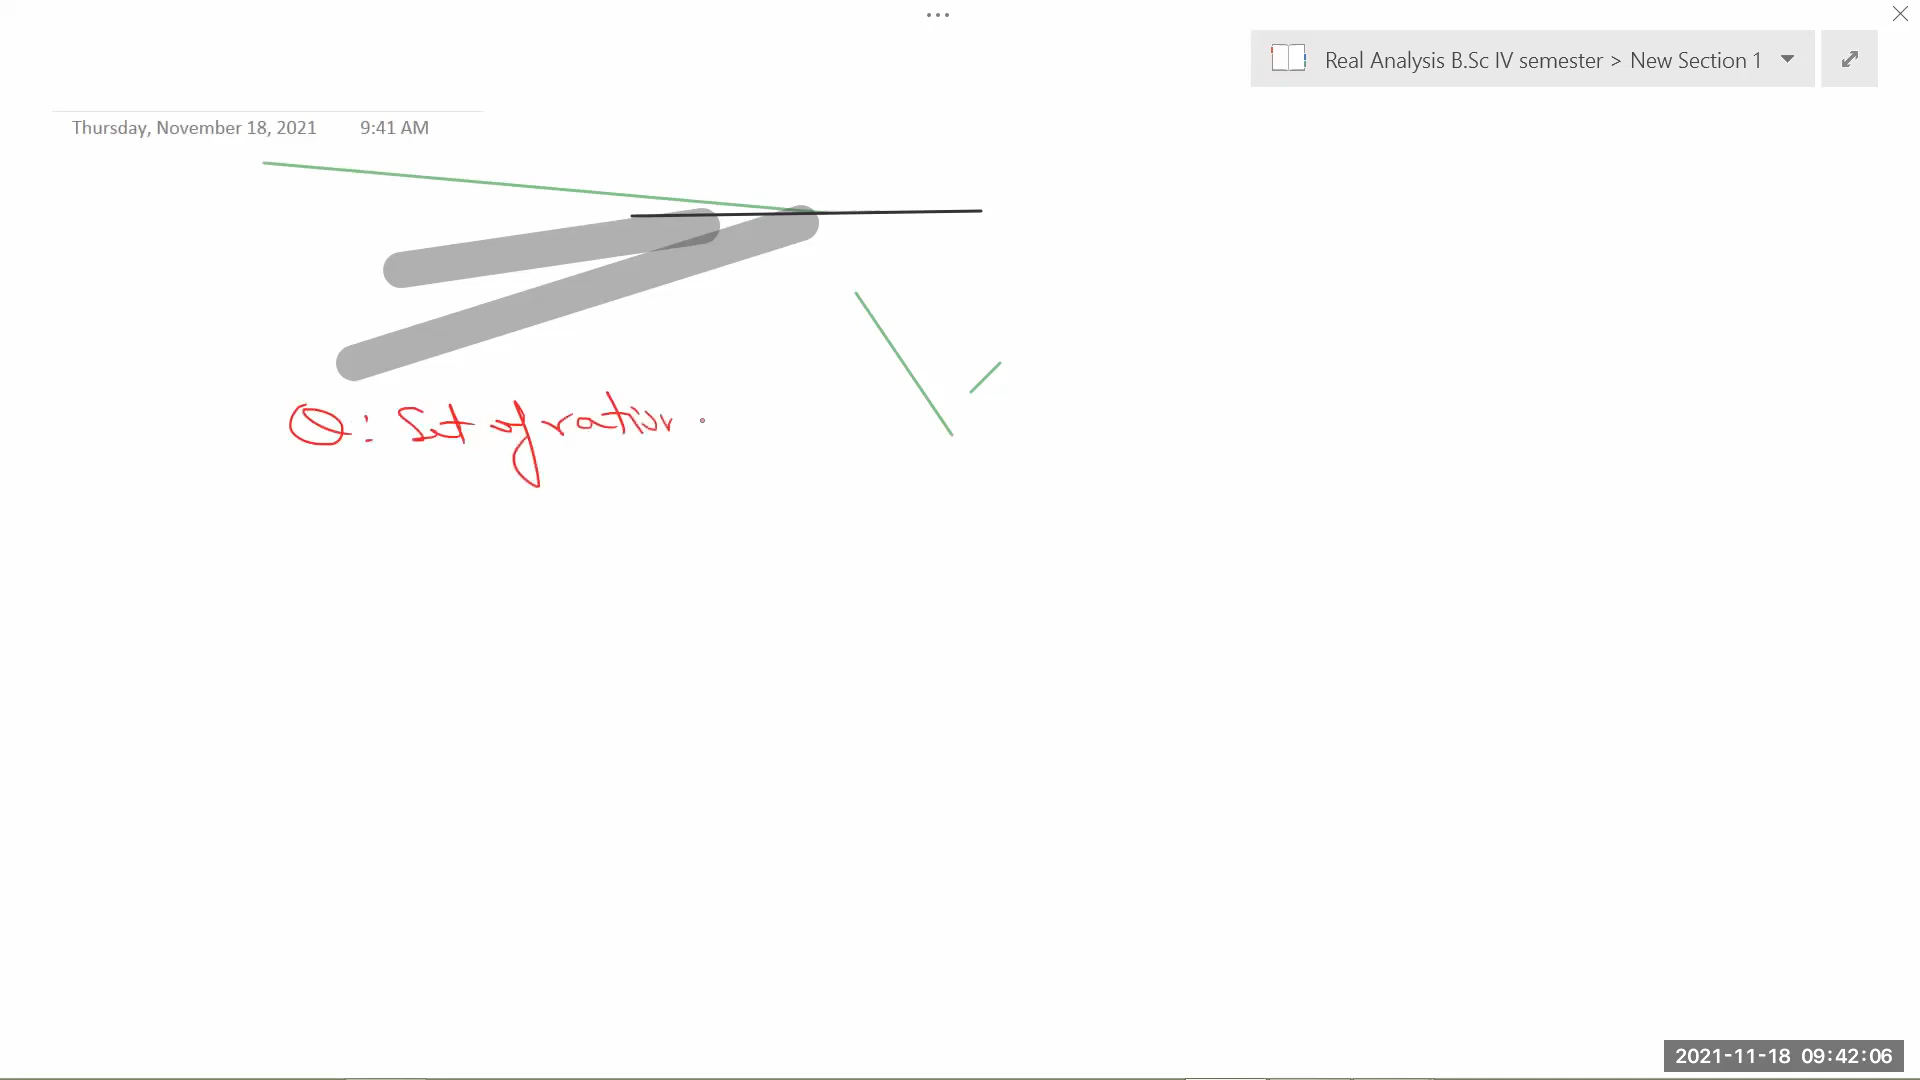 Real Analysis B.Sc IV semester > New Section 1
Thursday, November 18, 2021 9:41 AM
Q: Set of ration
2021-11-18 09:42:06